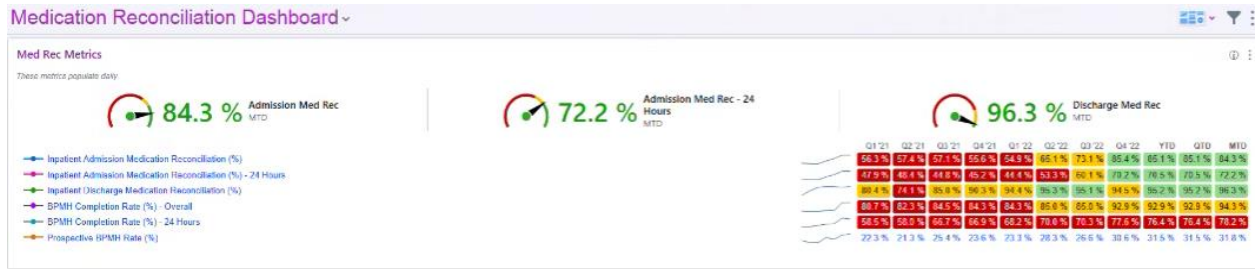 Medication Reconciliation Dashboard
Med Rec Metrics
These metrics populate daily
84.3 % Admission Med Rec
MTD
72.2 % Admission Med Rec - 24 Hours
MTD
96.3 % Discharge Med Rec
MTD
Q1 '21 Q2 '21 Q3 '21 Q4 '21 Q1 '22 Q2 '22 Q3 '22 Q4 '22 YTD QTD MTD
Inpatient Admission Medication Reconciliation (%) 56.3 % 57.4 % 57.1 % 55.6 % 54.9 % 65.1 % 73.1 % 85.4 % 85.1 % 85.1 % 84.3 %
Inpatient Admission Medication Reconciliation (%) - 24 Hours 47.9 % 48.4 % 44.8 % 45.2 % 44.4 % 53.3 % 60.1 % 70.2 % 70.5 % 70.5 % 72.2 %
Inpatient Discharge Medication Reconciliation (%) 80.4 % 74.1 % 85.0 % 90.3 % 94.4 % 95.3 % 95.1 % 94.5 % 95.2 % 95.2 % 96.3 %
BPMH Completion Rate (%) - Overall 80.7 % 82.3 % 84.5 % 84.3 % 84.3 % 85.0 % 85.0 % 92.9 % 92.9 % 92.9 % 94.3 %
BPMH Completion Rate (%) - 24 Hours 58.5 % 58.0 % 66.7 % 66.9 % 68.2 % 70.0 % 70.3 % 77.6 % 76.4 % 76.4 % 78.2 %
Prospective BPMH Rate (%) 22.3 % 21.3 % 25.4 % 23.6 % 23.3 % 28.3 % 26.6 % 30.6 % 31.5 % 31.5 % 31.8 %